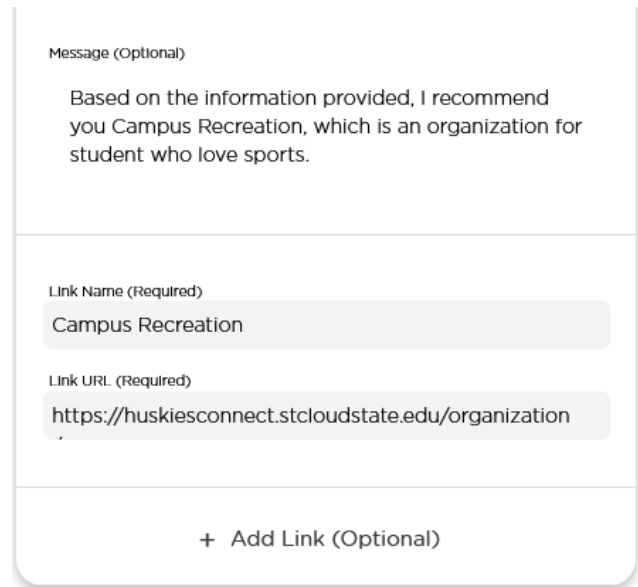 Message (Optional)
Based on the information provided, I recommend
you Campus Recreation, which is an organization for
student who love sports.
Link Name (Required)
Campus Recreation
Link URL (Required)
https://huskiesconnect.stcloudstate.edu/organization
+ Add Link (Optional)